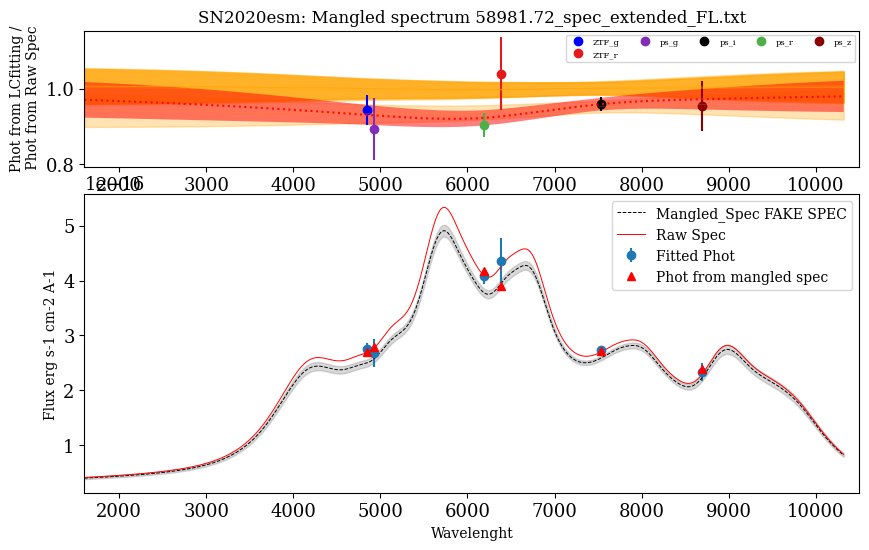 SN2020esm: Mangled spectrum 58981.72_spec_extended_FL.txt
Phot from LCfitting /
Phot from Raw Spec
1.0
0.8
ZTF_g ps_g ps_i ps_r ps_z
ZTF_r
2000 3000 4000 5000 6000 7000 8000 9000 10000
1e−16
Flux erg s-1 cm-2 A-1
5
4
3
2
1
Mangled_Spec FAKE SPEC
Raw Spec
Fitted Phot
Phot from mangled spec
2000 3000 4000 5000 6000 7000 8000 9000 10000
Wavelenght